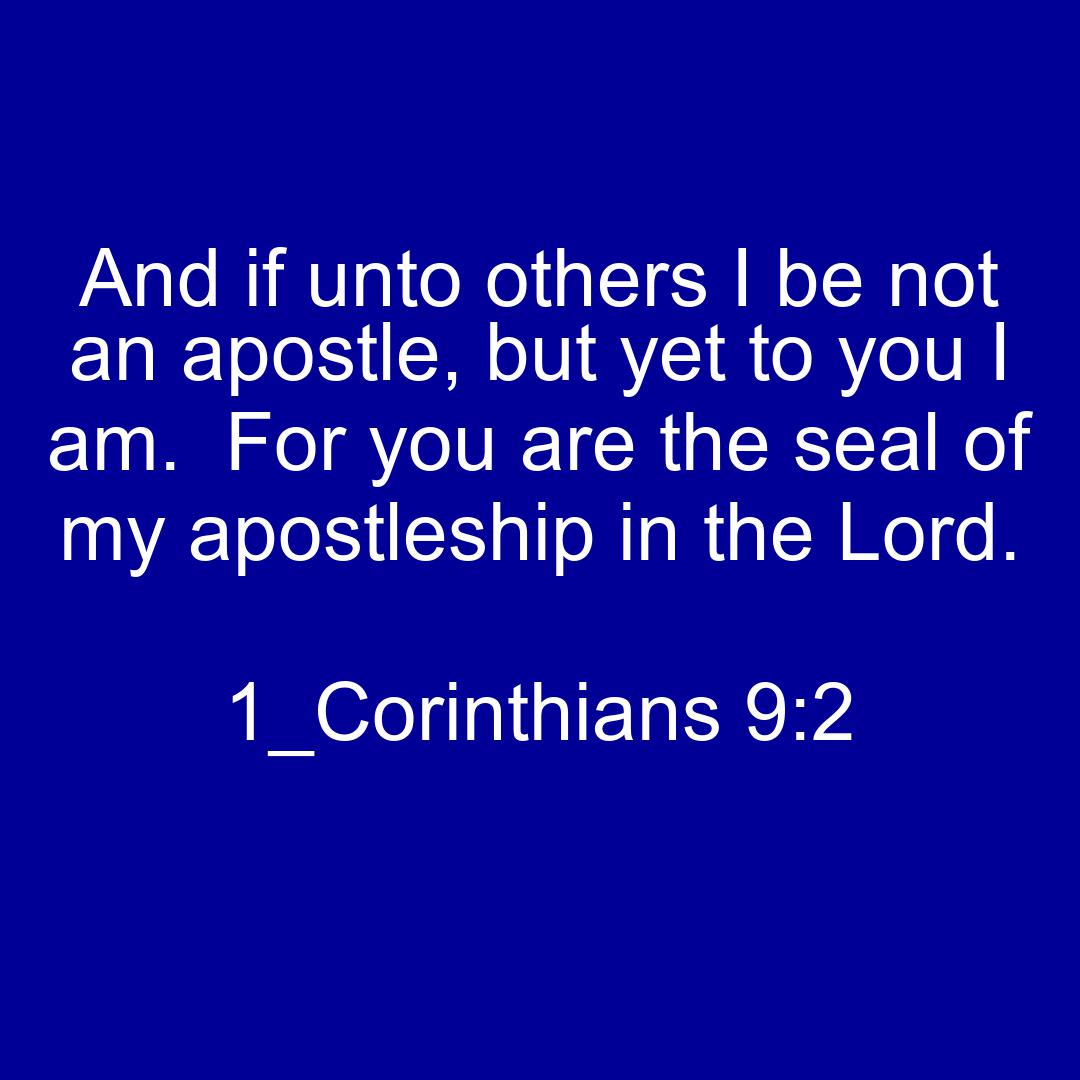 And if unto others I be not
an apostle, but yet to you I
am.  For you are the seal of
my apostleship in the Lord.
1_Corinthians 9:2